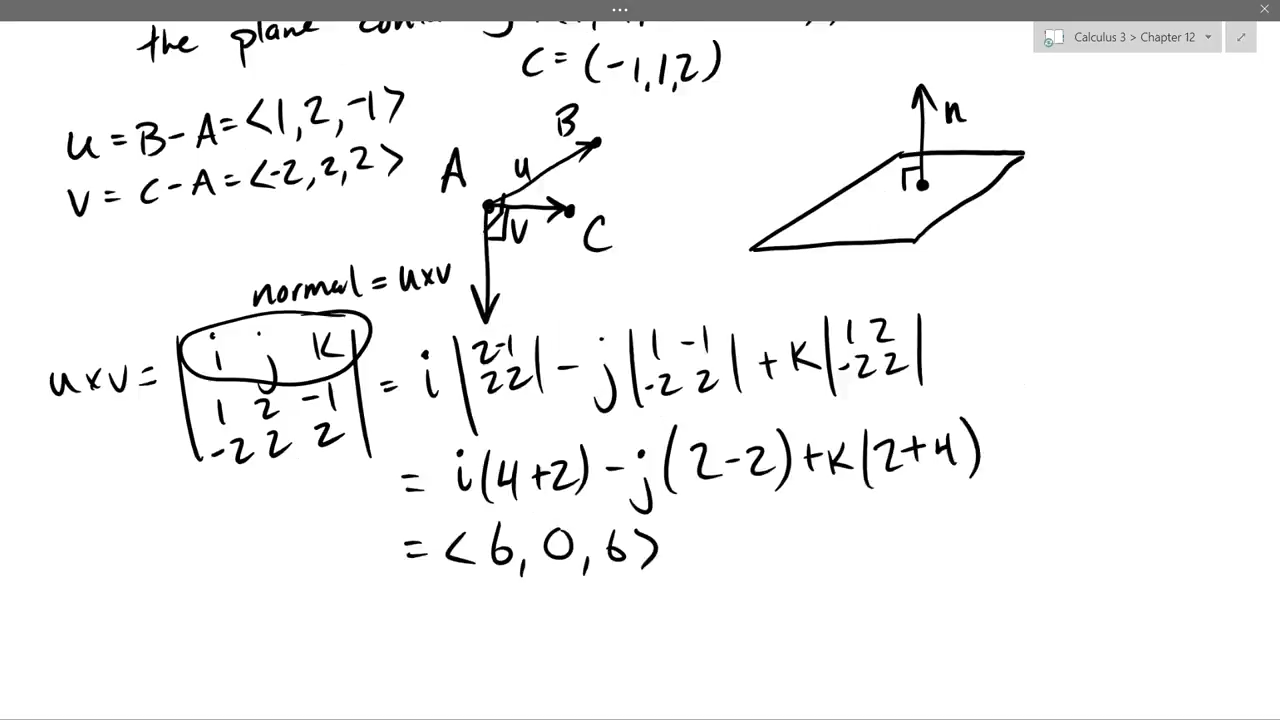 Calculus 3 > Chapter 12
the plane
C = (-1,1,2)
u = B - A = <1, 2, -1>
v = C - A = <-2, 2, 2>
A
u
B
v
C
n
normal = u×v
u×v = | i j k | = i | 2 -1 | - j | 1 -1 | + k | 1 2 |
| 1 2 -1 | | 2 2 | | -2 2 | | -2 2 |
| -2 2 2 |
= i(4+2) - j(2-2) + k(2+4)
= <6, 0, 6>